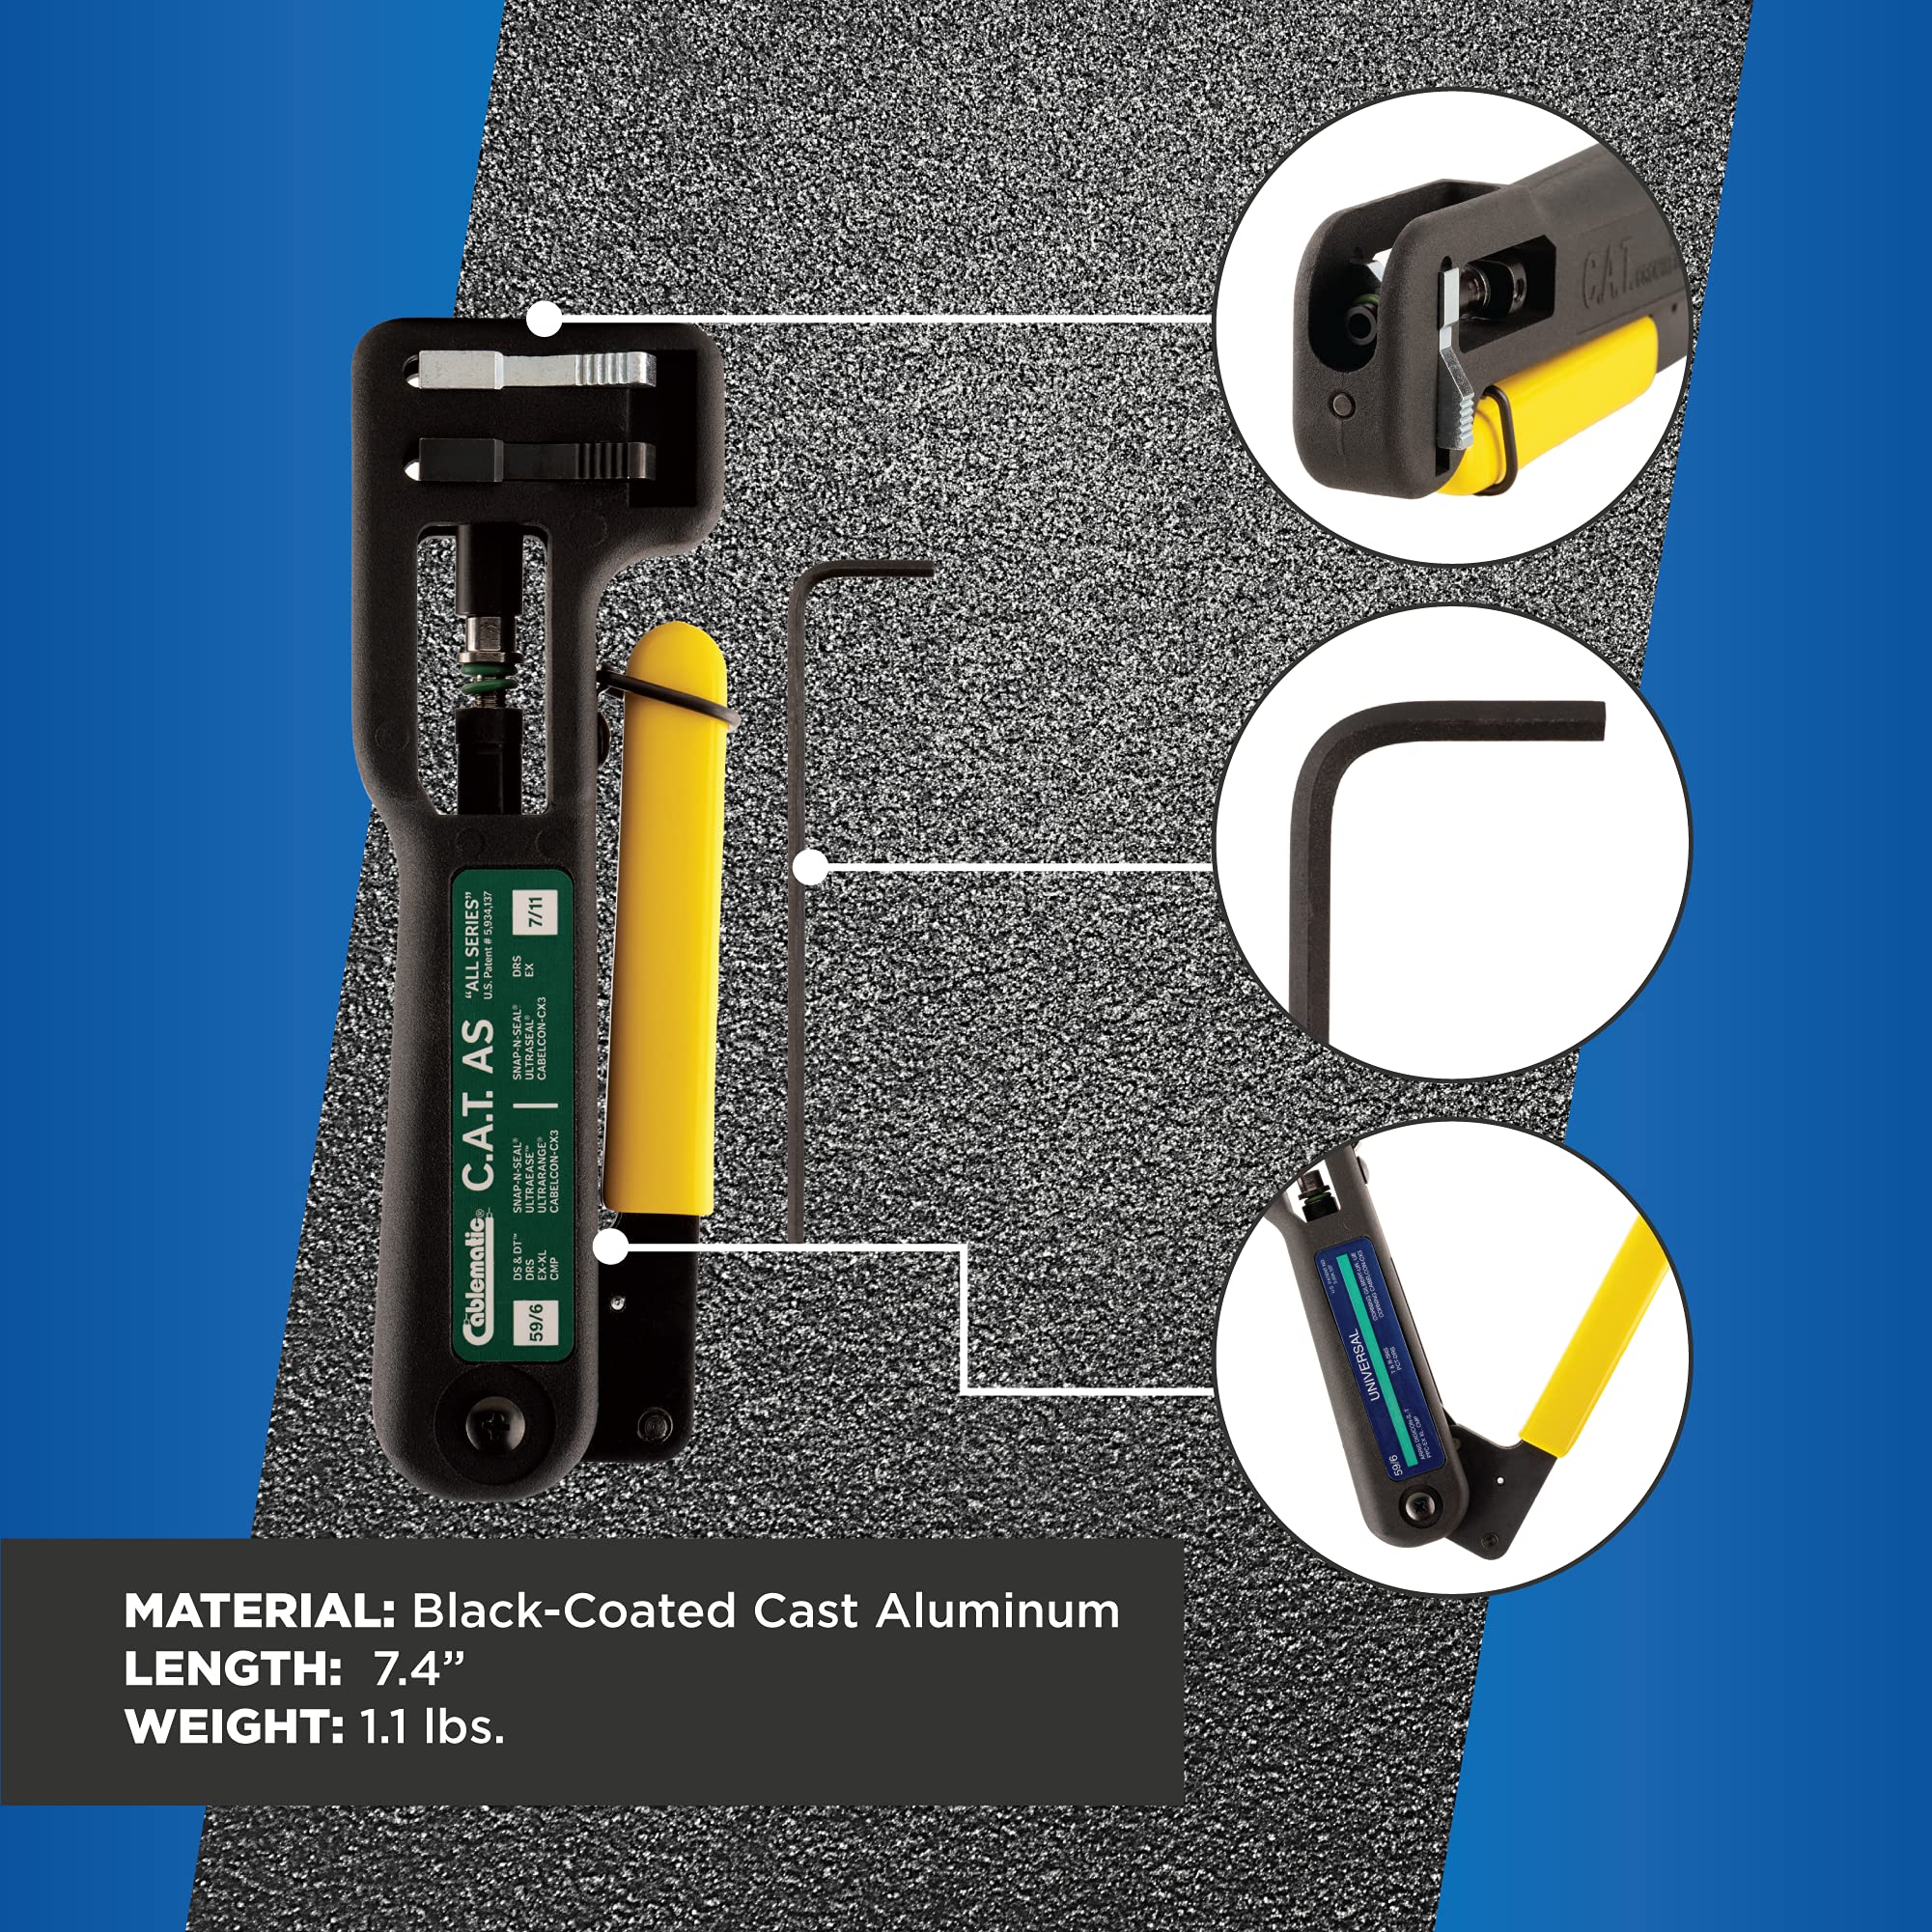 C.A.T.
Cablematic® C.A.T. AS "ALL SERIES"
U.S. Patent # 5,934,137
59/6
DS & DT™
DRS
EX-XL
CMP
SNAP-N-SEAL®
ULTRAEASE™
ULTRARANGE®
CABELCON-CX3
SNAP-N-SEAL®
ULTRASEAL®
CABELCON-CX3
DRS
EX
7/11
UNIVERSAL
59/6
MATERIAL: Black-Coated Cast Aluminum
LENGTH: 7.4”
WEIGHT: 1.1 lbs.